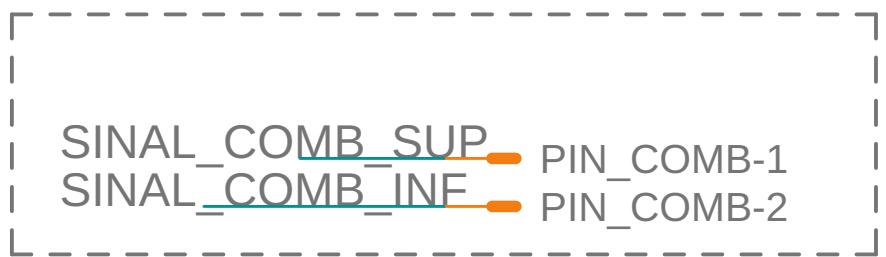 SINAL_COMB_SUP PIN_COMB-1
SINAL_COMB_INF PIN_COMB-2